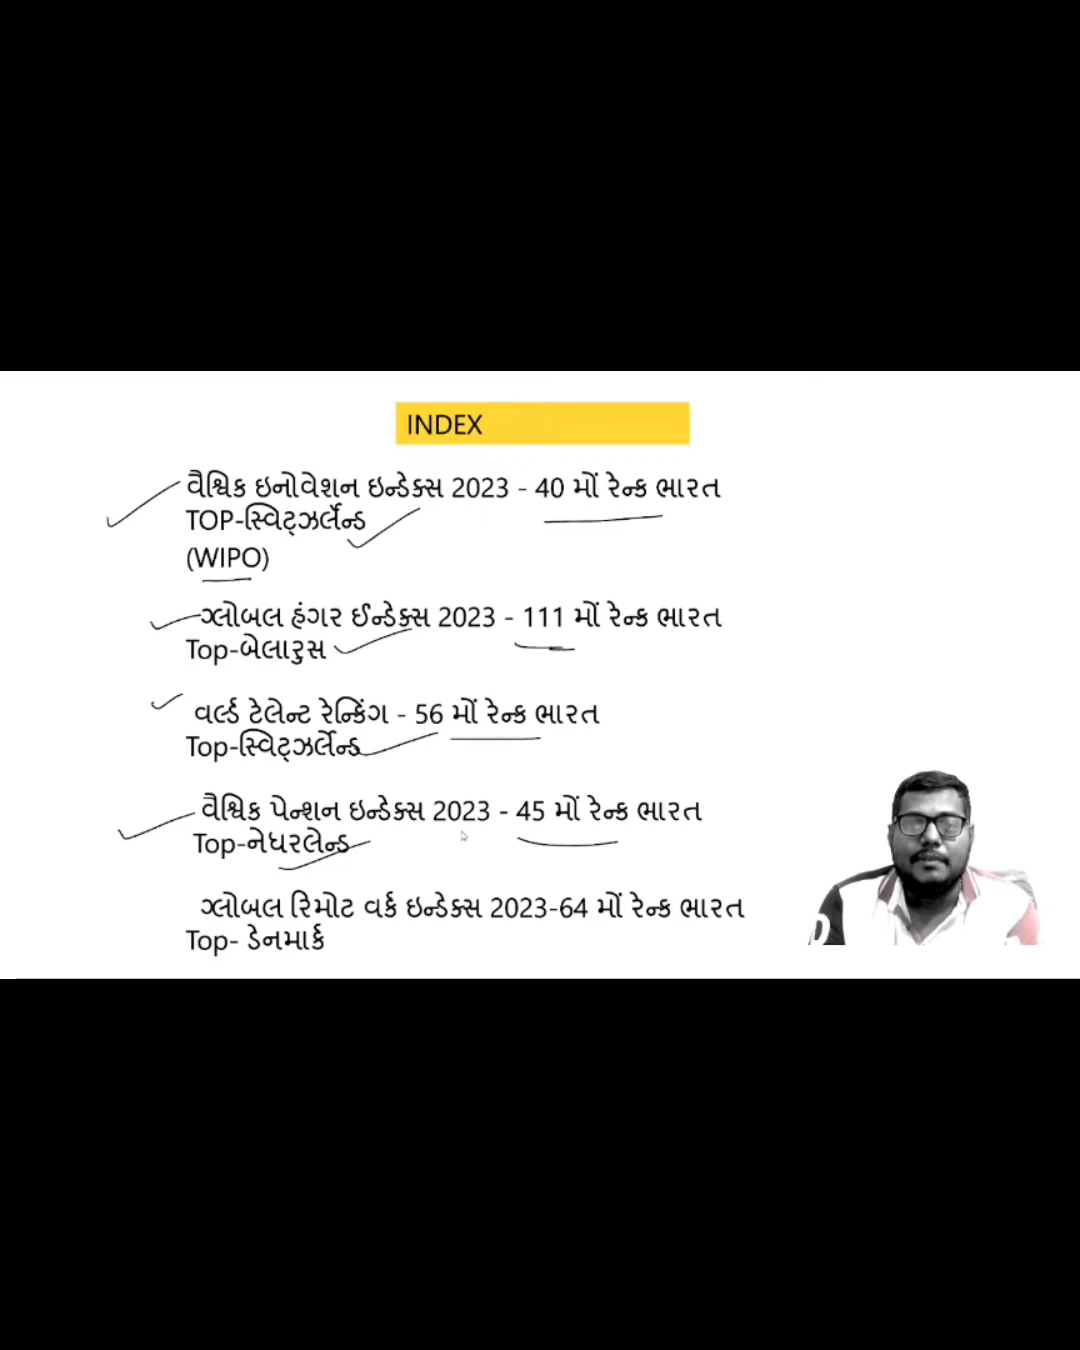 INDEX
વૈશ્વિક ઇનોવેશન ઇન્ડેક્સ 2023 - 40 મોં રેન્ક ભારત
TOP-સ્વિટ્ઝર્લૅન્ડ
(WIPO)
ગ્લોબલ હંગર ઈન્ડેક્સ 2023 - 111 મોં રેન્ક ભારત
Top-બેલારુસ
વર્લ્ડ ટેલેન્ટ રેન્કિંગ - 56 મોં રેન્ક ભારત
Top-સ્વિટ્ઝર્લેન્ડ
વૈશ્વિક પેન્શન ઇન્ડેક્સ 2023 - 45 મોં રેન્ક ભારત
Top-નેધરલેન્ડ
ગ્લોબલ રિમોટ વર્ક ઇન્ડેક્સ 2023-64 મોં રેન્ક ભારત
Top- ડેનમાર્ક